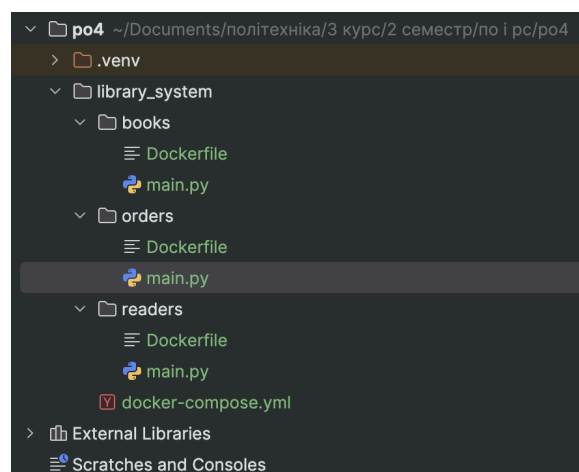 po4 ~/Documents/політехніка/3 курс/2 семестр/по і рс/po4
.venv
library_system
books
Dockerfile
main.py
orders
Dockerfile
main.py
readers
Dockerfile
main.py
Y docker-compose.yml
External Libraries
Scratches and Consoles